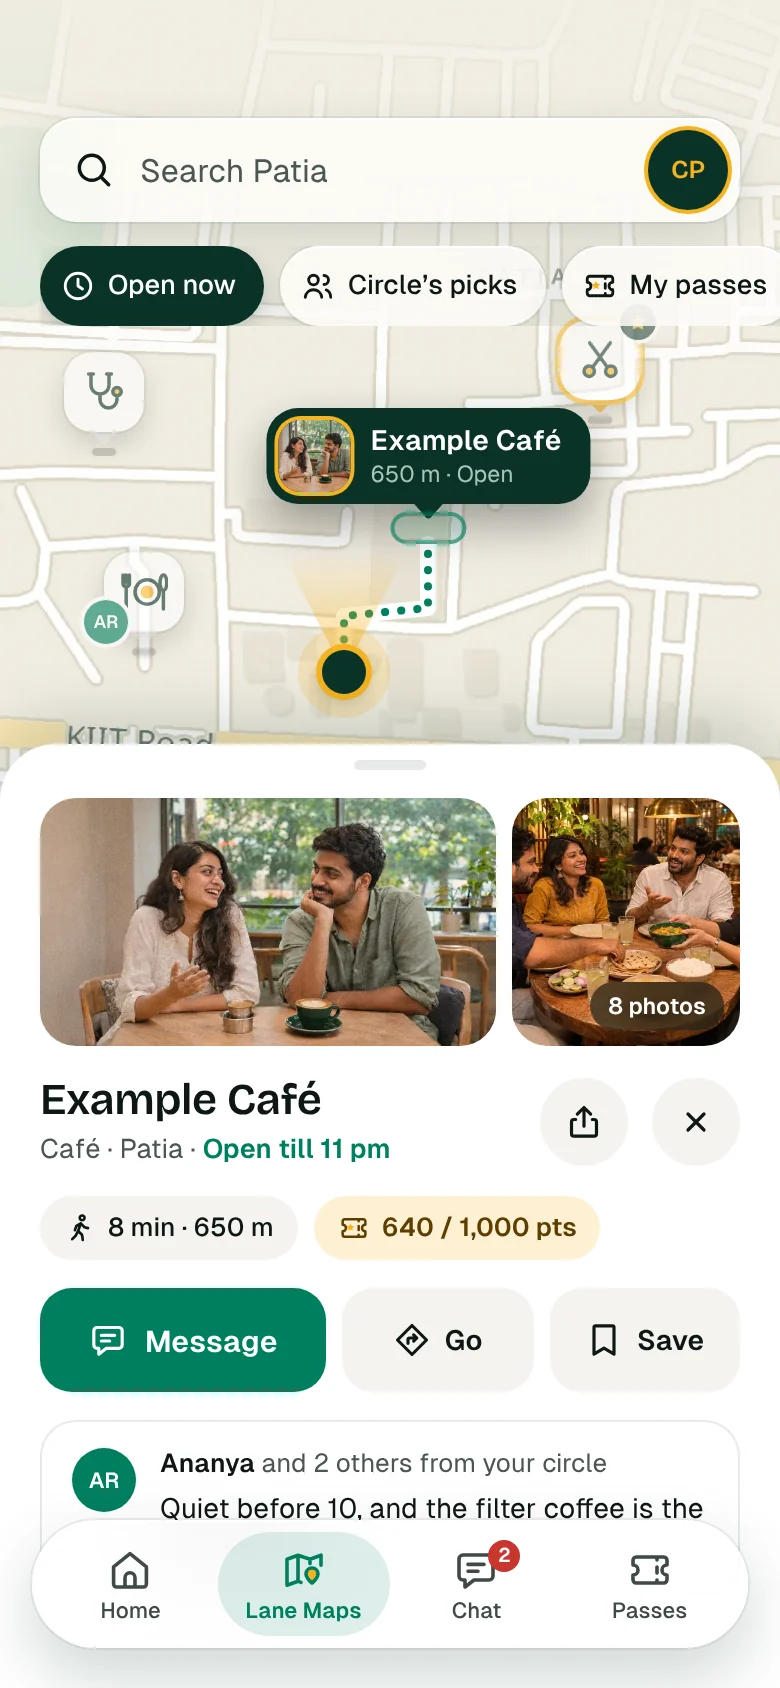 Search Patia
CP
Open now
Circle’s picks
My passes
Example Café
650 m · Open
AR
KIIT Road
8 photos
Example Café
Café · Patia · Open till 11 pm
8 min · 650 m
640 / 1,000 pts
Message
Go
Save
AR
Ananya and 2 others from your circle
Quiet before 10, and the filter coffee is the
Home
Lane Maps
2
Chat
Passes